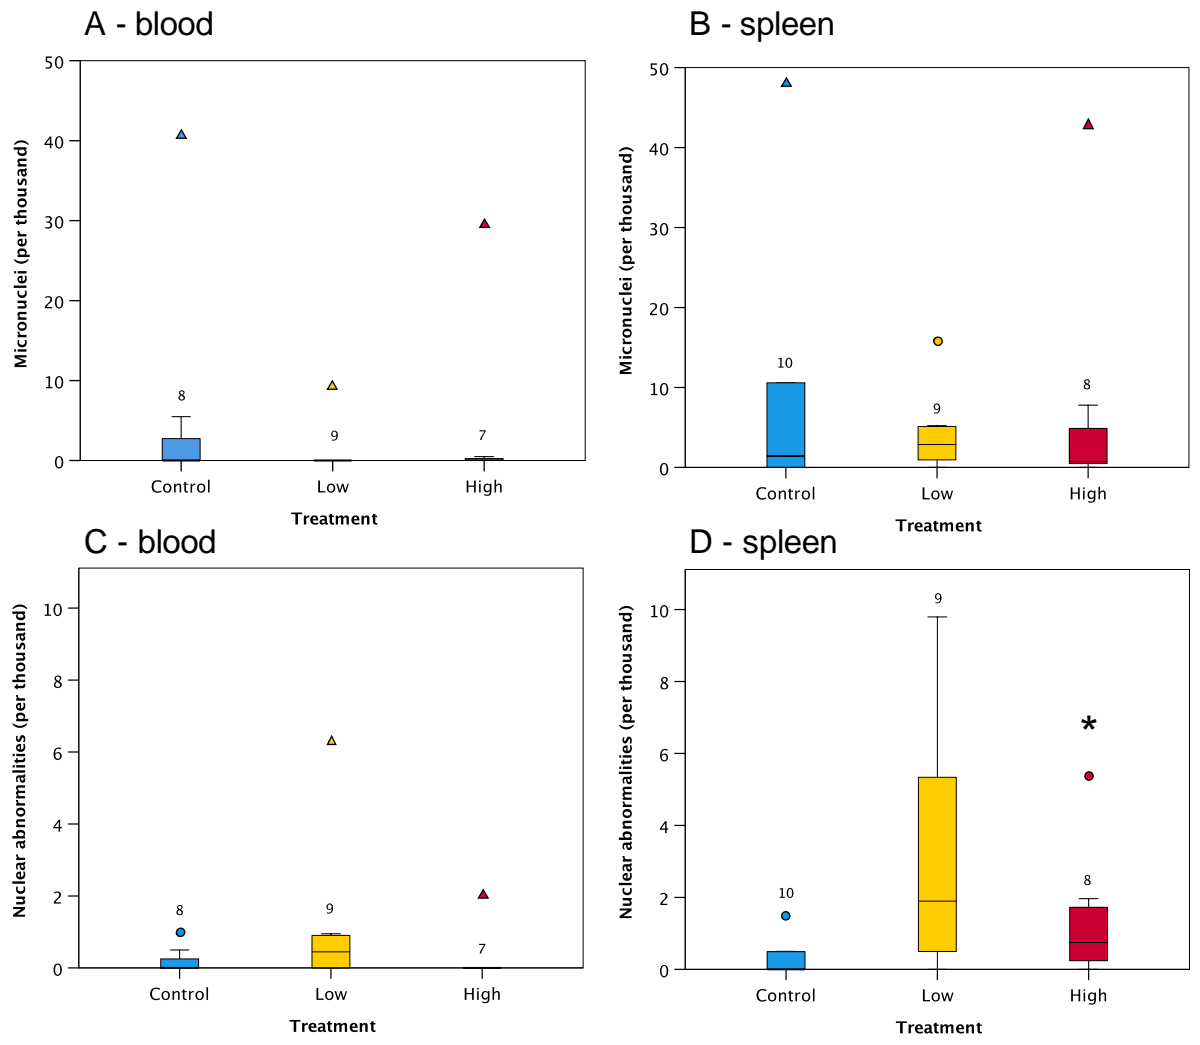 A - blood
Micronuclei (per thousand)
50
40
30
20
10
0
8
9
7
Control Low High
Treatment
B - spleen
Micronuclei (per thousand)
50
40
30
20
10
0
10
9
8
Control Low High
Treatment
C - blood
Nuclear abnormalities (per thousand)
10
8
6
4
2
0
8
9
7
Control Low High
Treatment
D - spleen
Nuclear abnormalities (per thousand)
10
8
6
4
2
0
10
9
*
8
Control Low High
Treatment